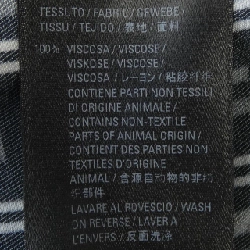 TESSUTO / FABRIC / GEWEBE /
TISSU / TEJIDO / 裏地 / 面料
100% VISCOSA / VISCOSE /
VISKOSE / VISCOSE /
VISCOSA / レーヨン / 粘胶纤维
CONTIENE PARTI NON TESSILI
DI ORIGINE ANIMALE /
CONTAINS NON-TEXTILE
PARTS OF ANIMAL ORIGIN /
CONTIENT DES PARTIES NON
TEXTILES D'ORIGINE
ANIMAL / 含源自动物的非纺
织部件
LAVARE AL ROVESCIO / WASH
ON REVERSE / LAVER A
L'ENVERS / 反面洗涤